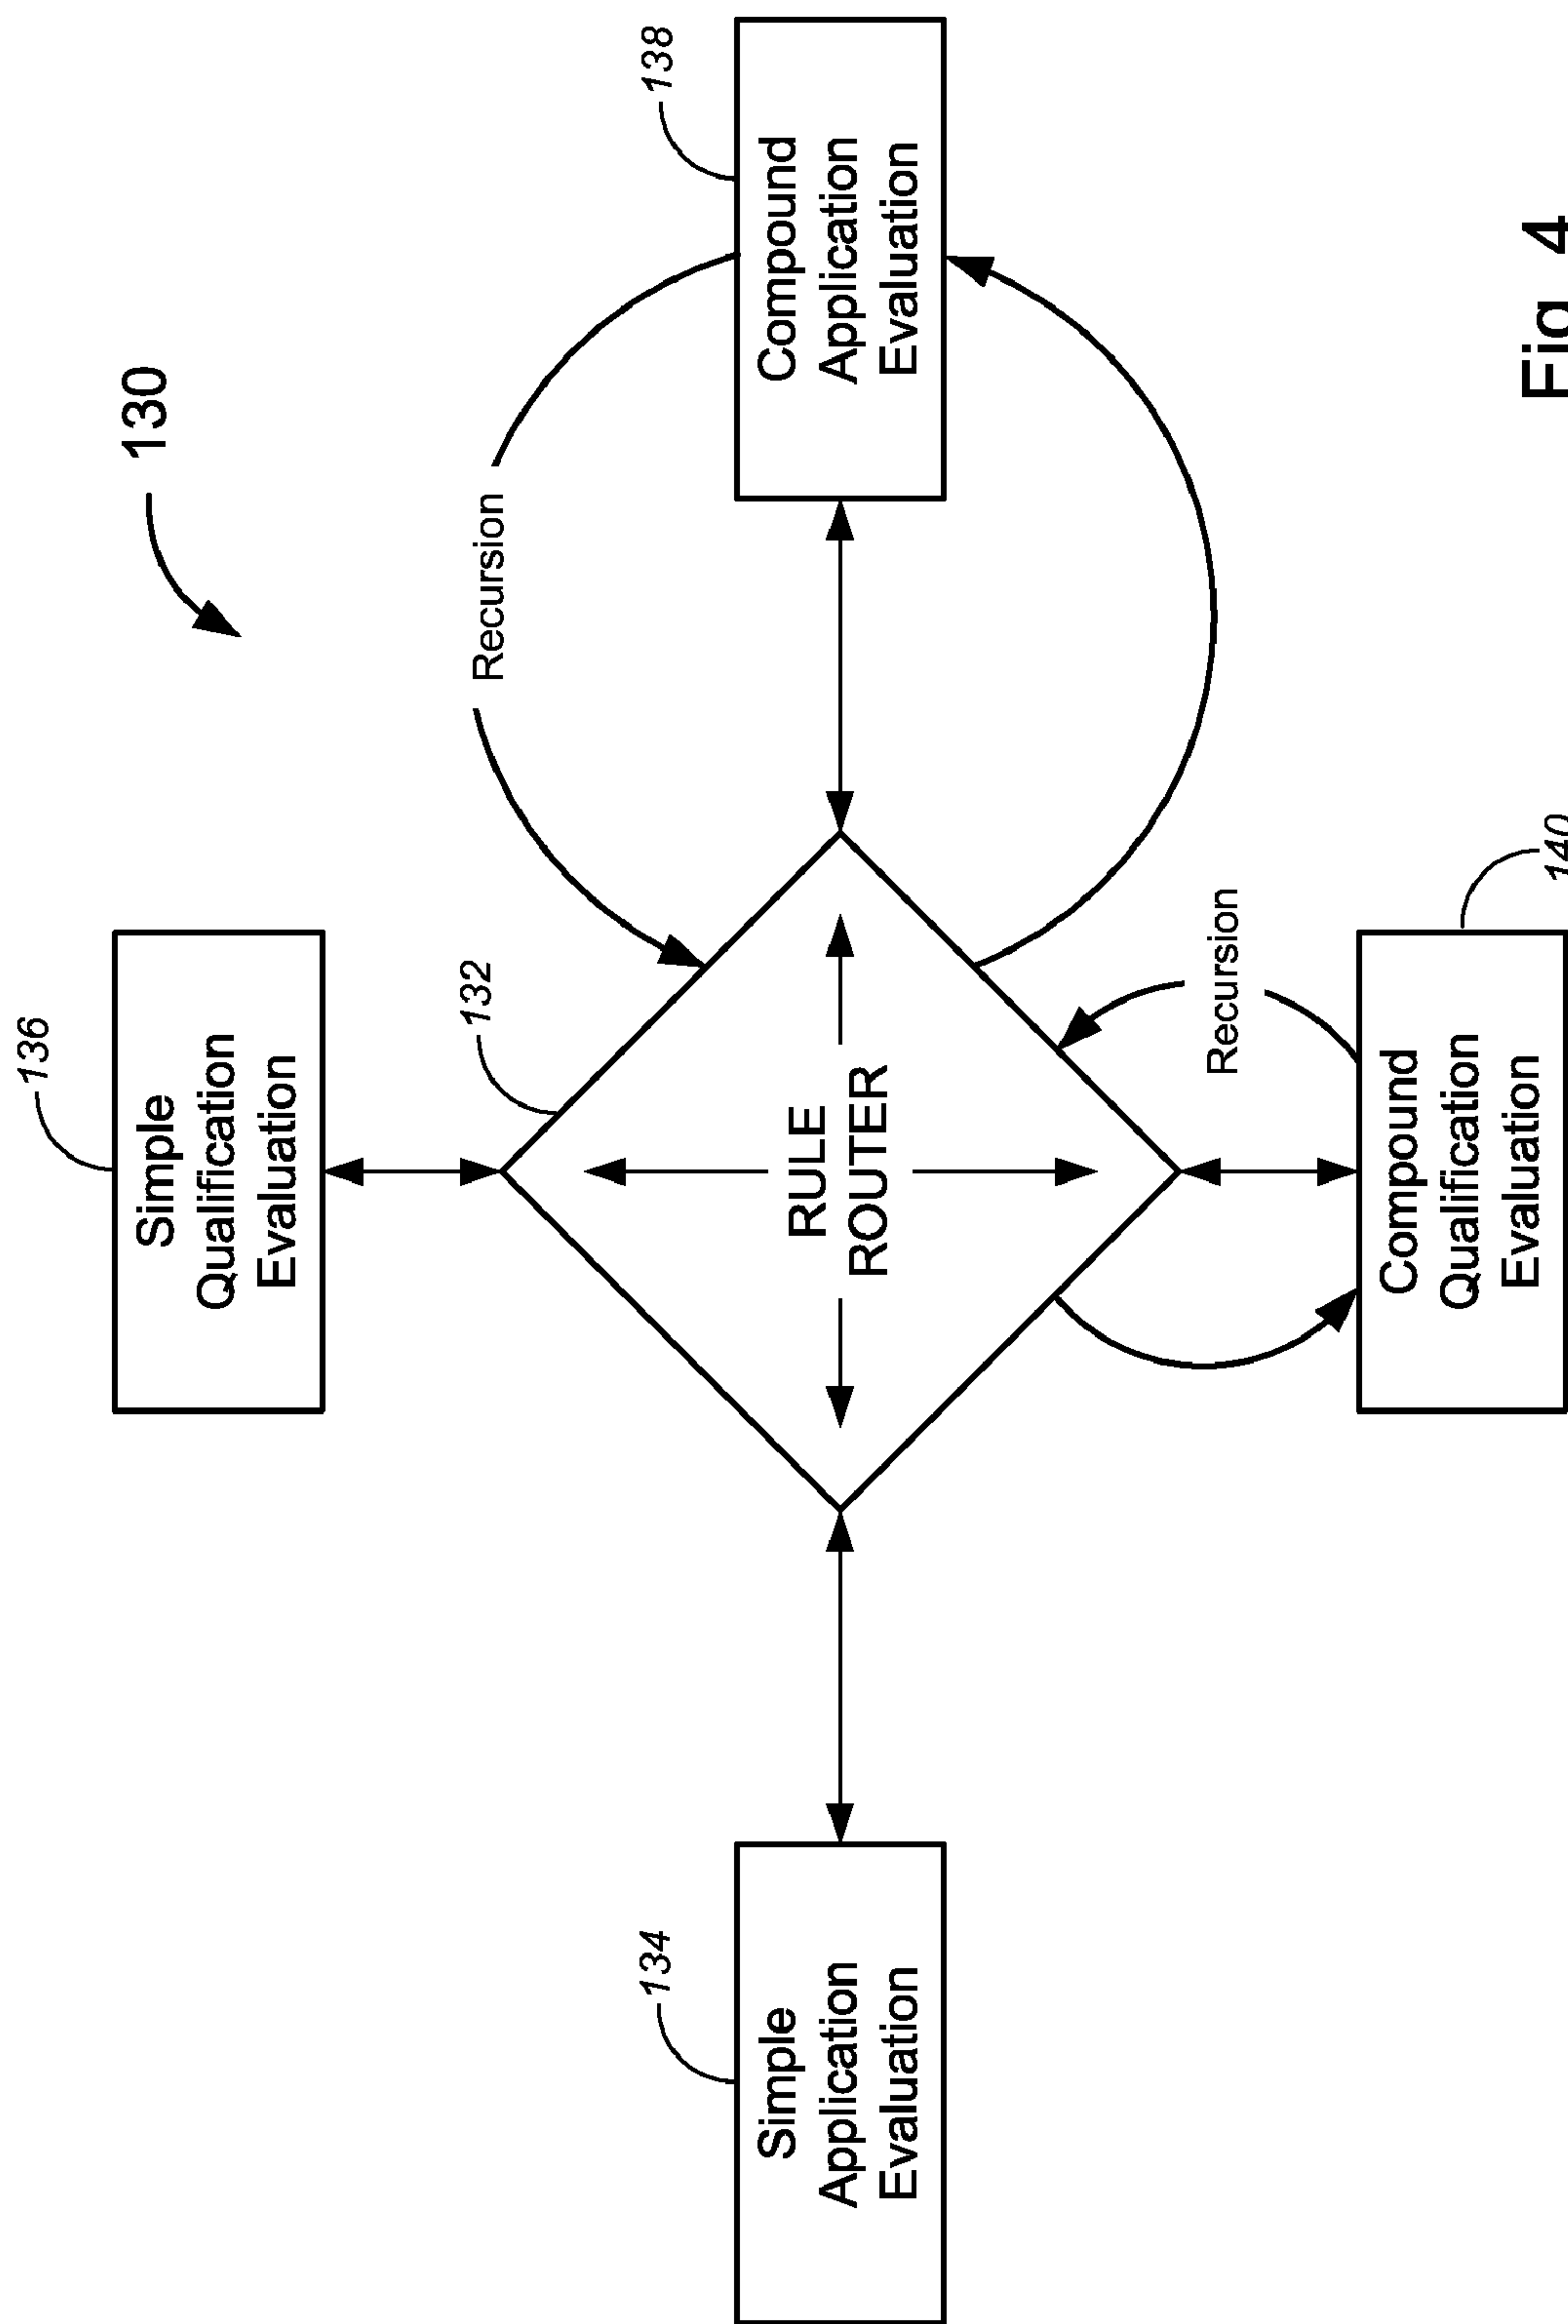 136
130
Simple
Qualification
Evaluation
132
Recursion
134
Simple
Application
Evaluation
RULE
ROUTER
138
Compound
Application
Evaluation
Recursion
Compound
Qualification
Evaluation
140
Fig 4